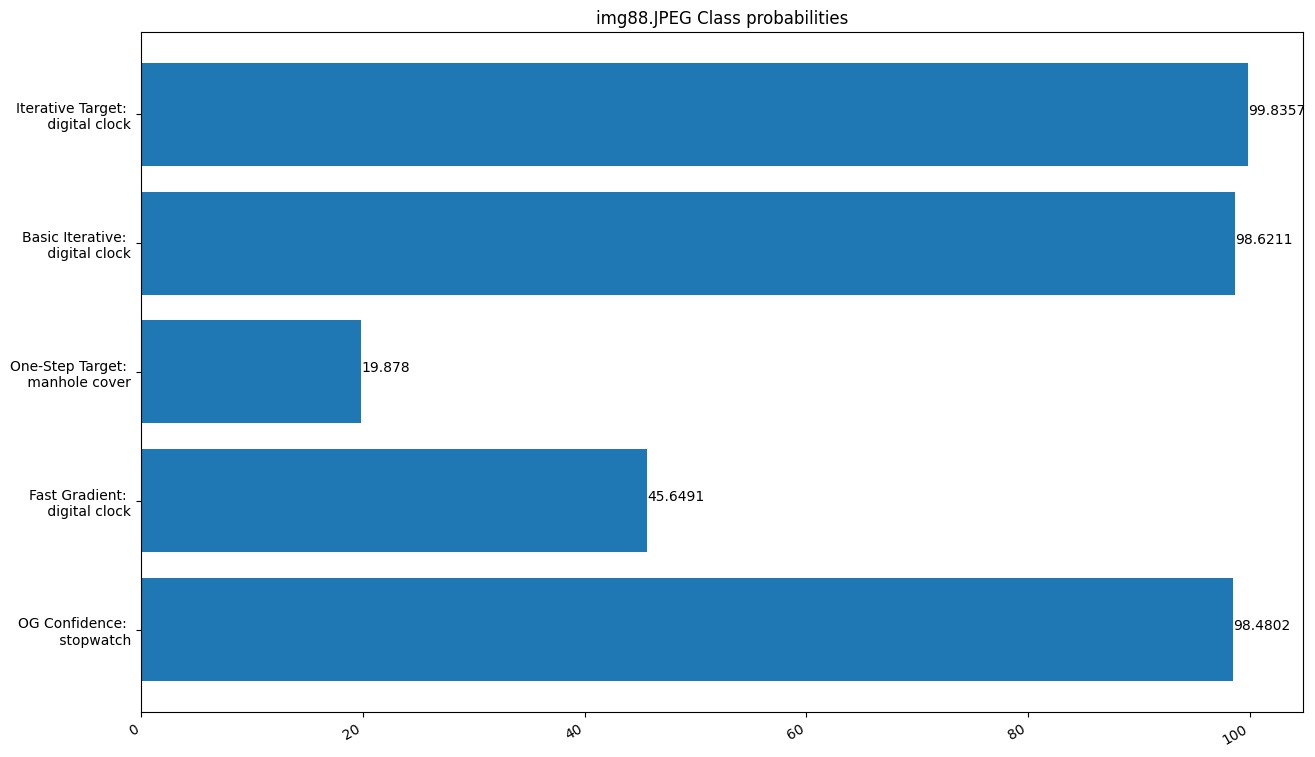 img88.JPEG Class probabilities
Iterative Target:
digital clock
99.8357
Basic Iterative:
digital clock
98.6211
One-Step Target:
manhole cover
19.878
Fast Gradient:
digital clock
45.6491
OG Confidence:
stopwatch
98.4802
0
20
40
60
80
100